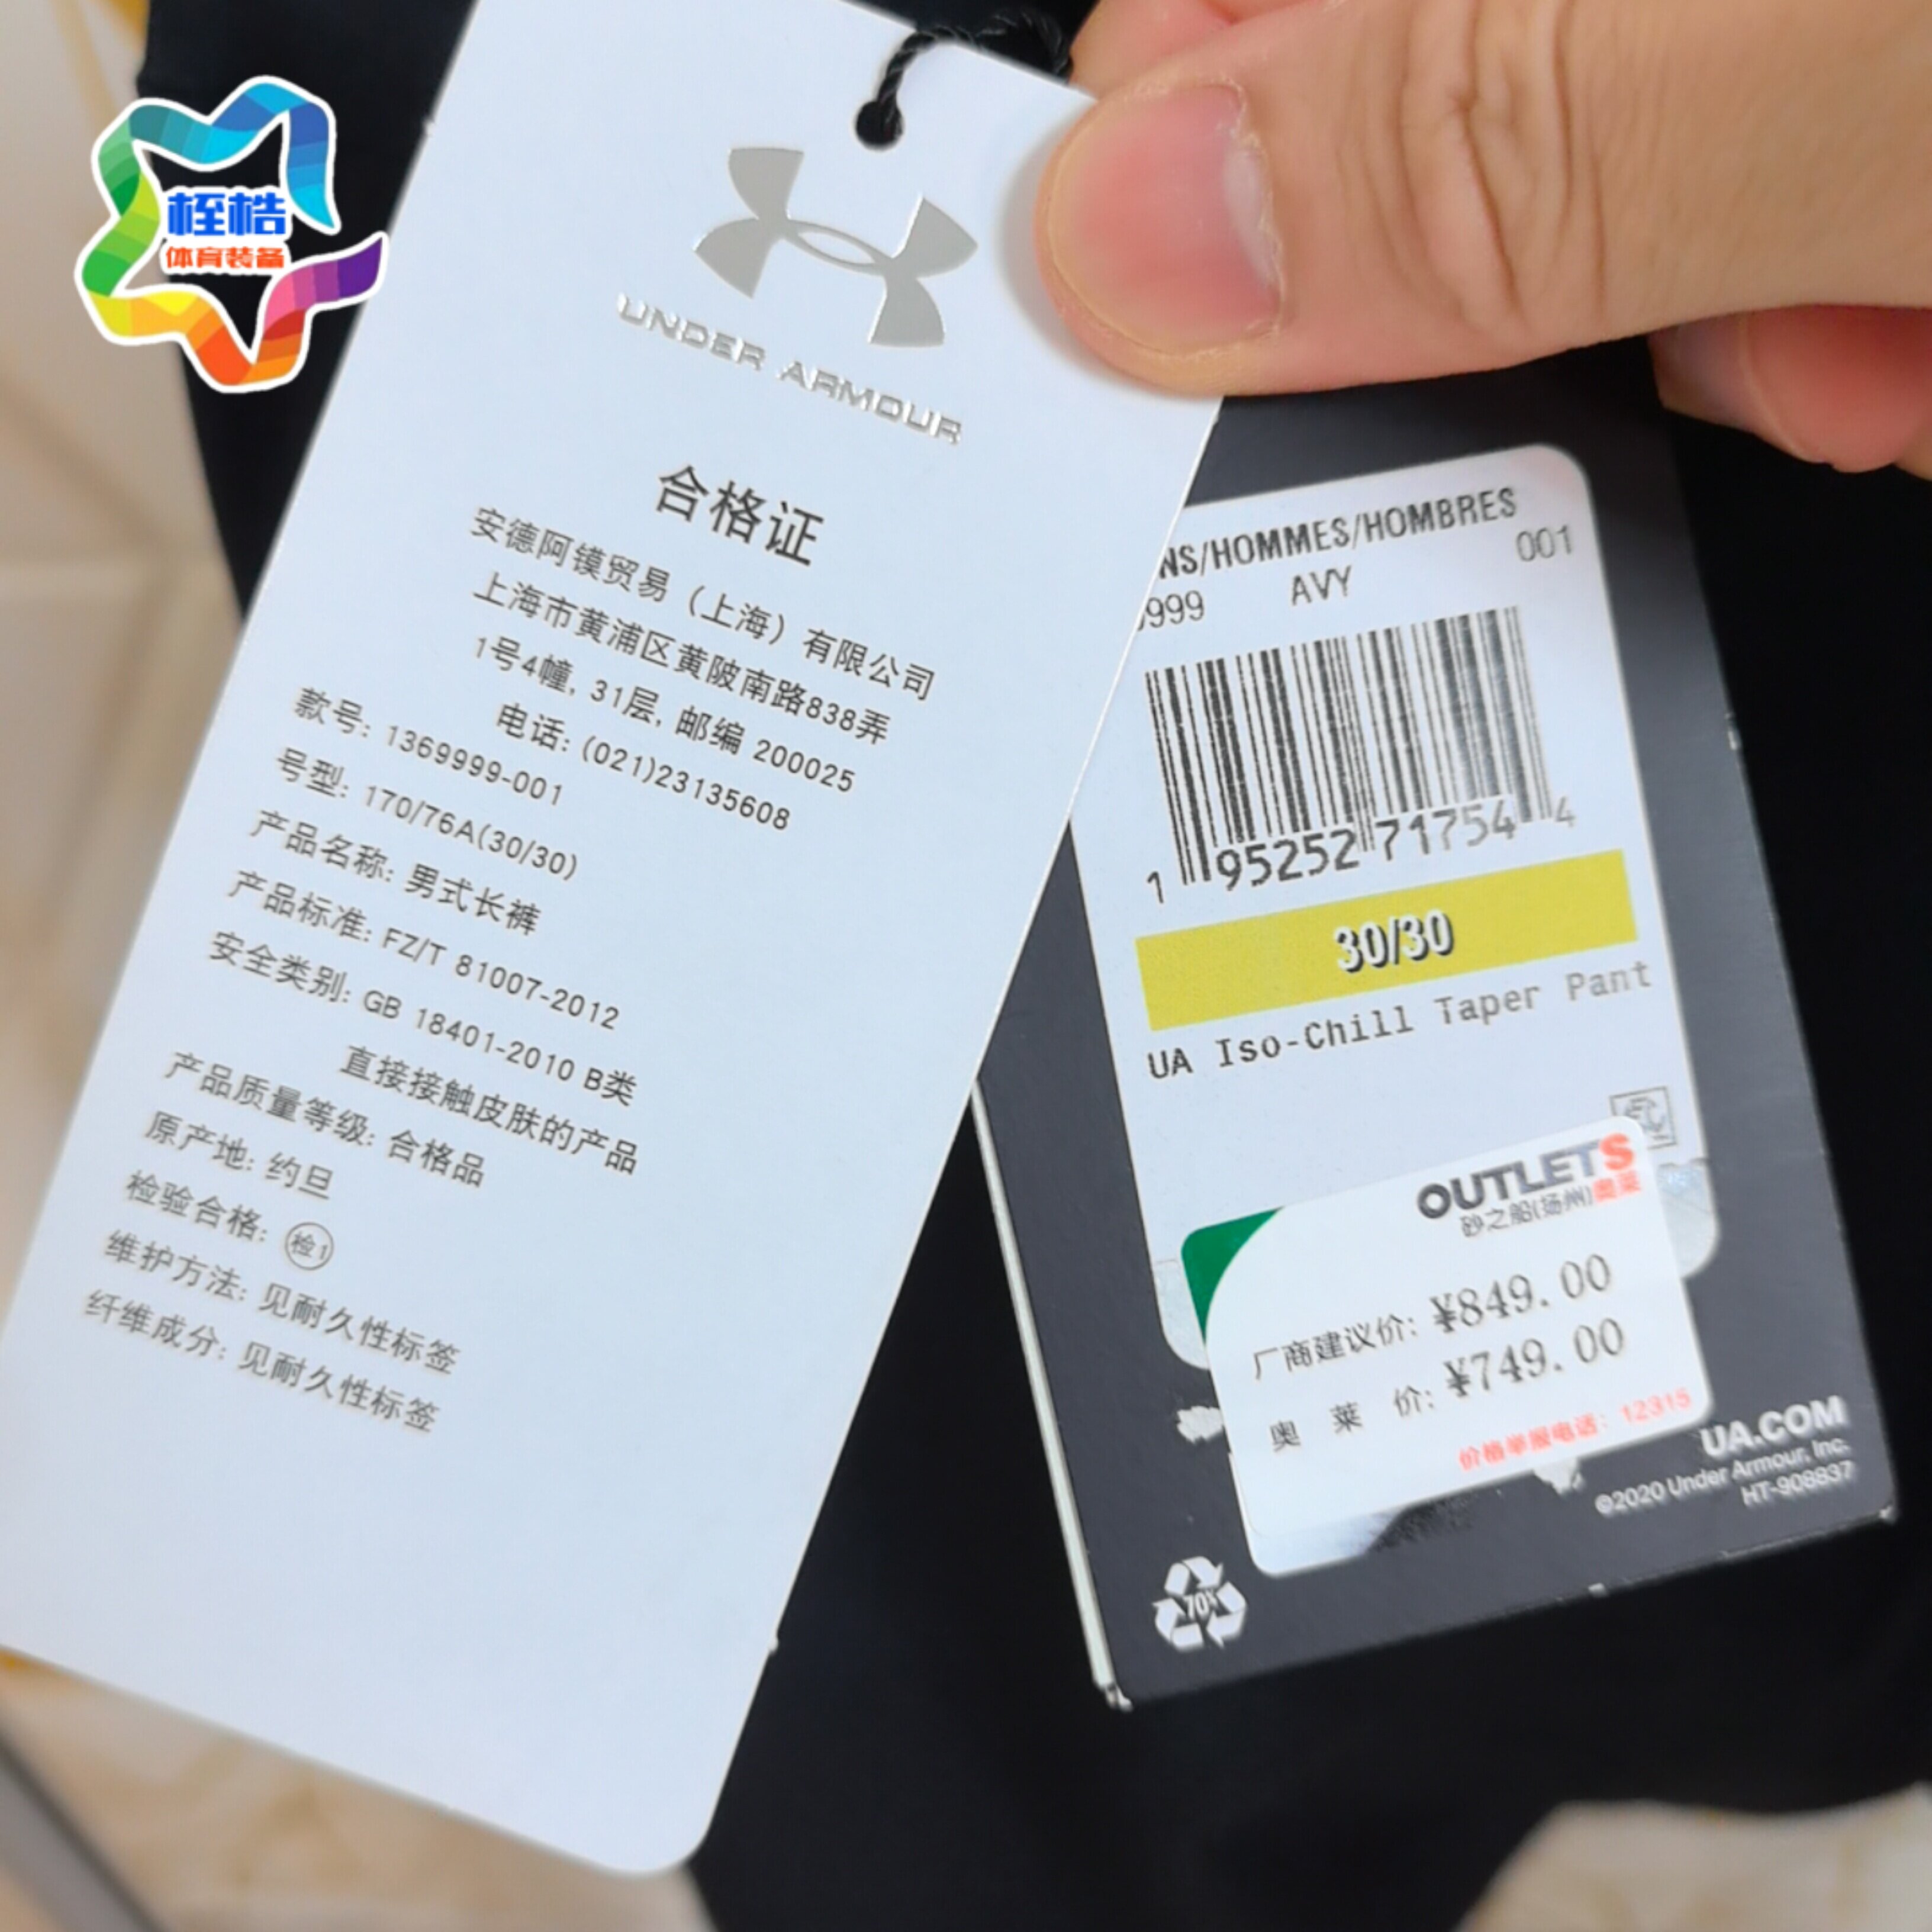 桎梏
体育装备
UNDER ARMOUR
合格证
安德阿镆贸易（上海）有限公司
上海市黄浦区黄陂南路838弄
1号4幢, 31层, 邮编 200025
电话: (021)23135608
款号: 1369999-001
号型: 170/76A(30/30)
产品名称: 男式长裤
产品标准: FZ/T 81007-2012
安全类别: GB 18401-2010 B类
直接接触皮肤的产品
产品质量等级: 合格品
原产地: 约旦
检验合格: 检1
维护方法: 见耐久性标签
纤维成分: 见耐久性标签
NS/HOMMES/HOMBRES
999 AVY 001
1 95252 71754 4
30/30
UA Iso-Chill Taper Pant
OUTLETS
砂之船(扬州)奥莱
厂商建议价: ¥849.00
奥莱价: ¥749.00
价格举报电话: 12315
UA.COM
©2020 Under Armour, Inc.
HT-908837
70%